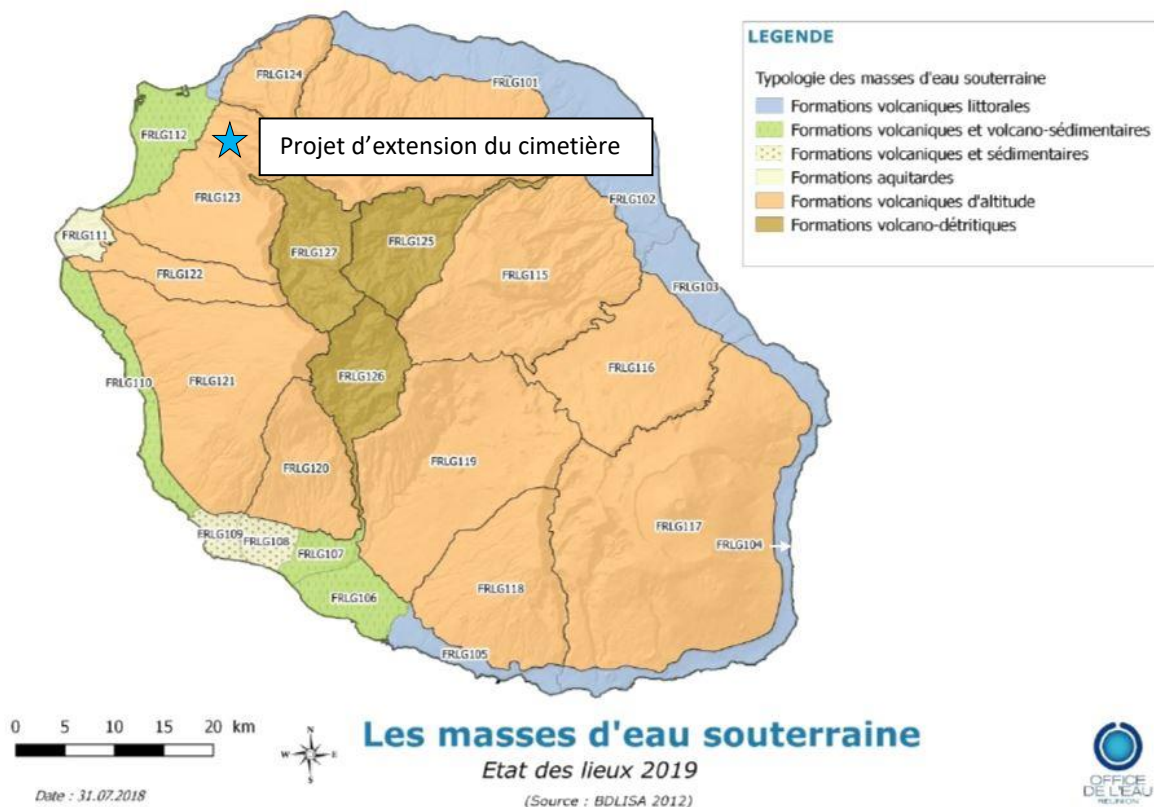 LEGENDE
Typologie des masses d'eau souterraine
Formations volcaniques littorales
Formations volcaniques et volcano-sédimentaires
Formations volcaniques et sédimentaires
Formations aquitardes
Formations volcaniques d'altitude
Formations volcano-détritiques
FRLG124
FRLG101
FRLG112
Projet d’extension du cimetière
FRLG123
FRLG102
FRLG111
FRLG127
FRLG125
FRLG122
FRLG115
FRLG103
FRLG110
FRLG121
FRLG126
FRLG116
FRLG120
FRLG119
FRLG117
FRLG104
FRLG109
FRLG108
FRLG107
FRLG118
FRLG106
FRLG105
0 5 10 15 20 km
N
W E
S
Les masses d'eau souterraine
Etat des lieux 2019
(Source : BDLISA 2012)
Date : 31.07.2018
OFFICE
DE L'EAU
RÉUNION